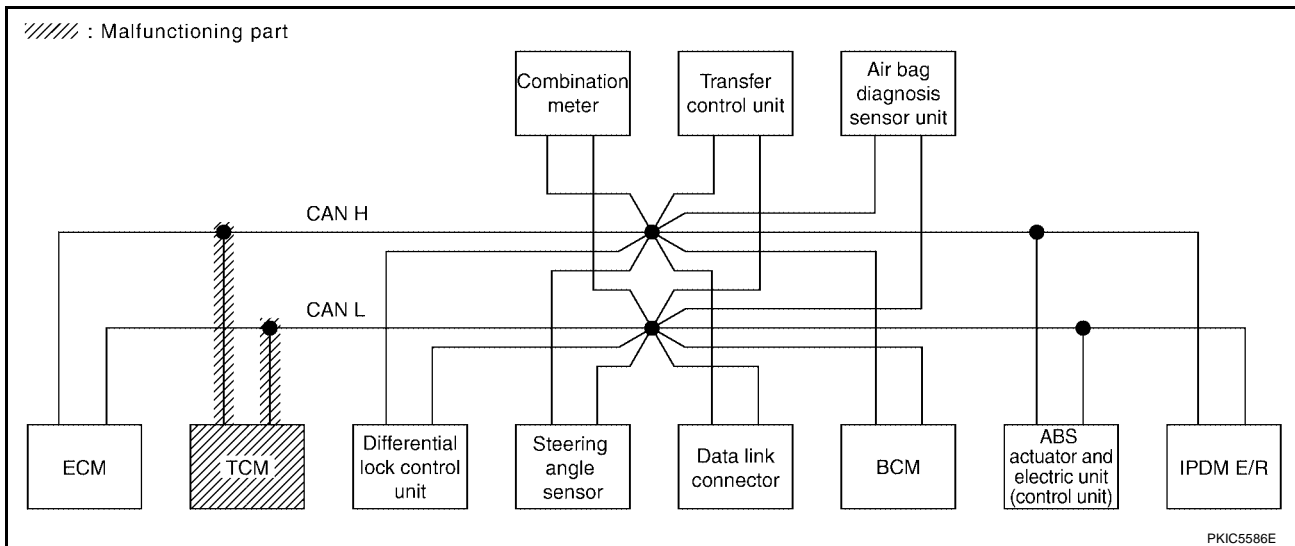 : Malfunctioning part
Combination
meter
Transfer
control unit
Air bag
diagnosis
sensor unit
CAN H
CAN L
ECM
TCM
Differential
lock control
unit
Steering
angle
sensor
Data link
connector
BCM
ABS
actuator and
electric unit
(control unit)
IPDM E/R
PKIC5586E